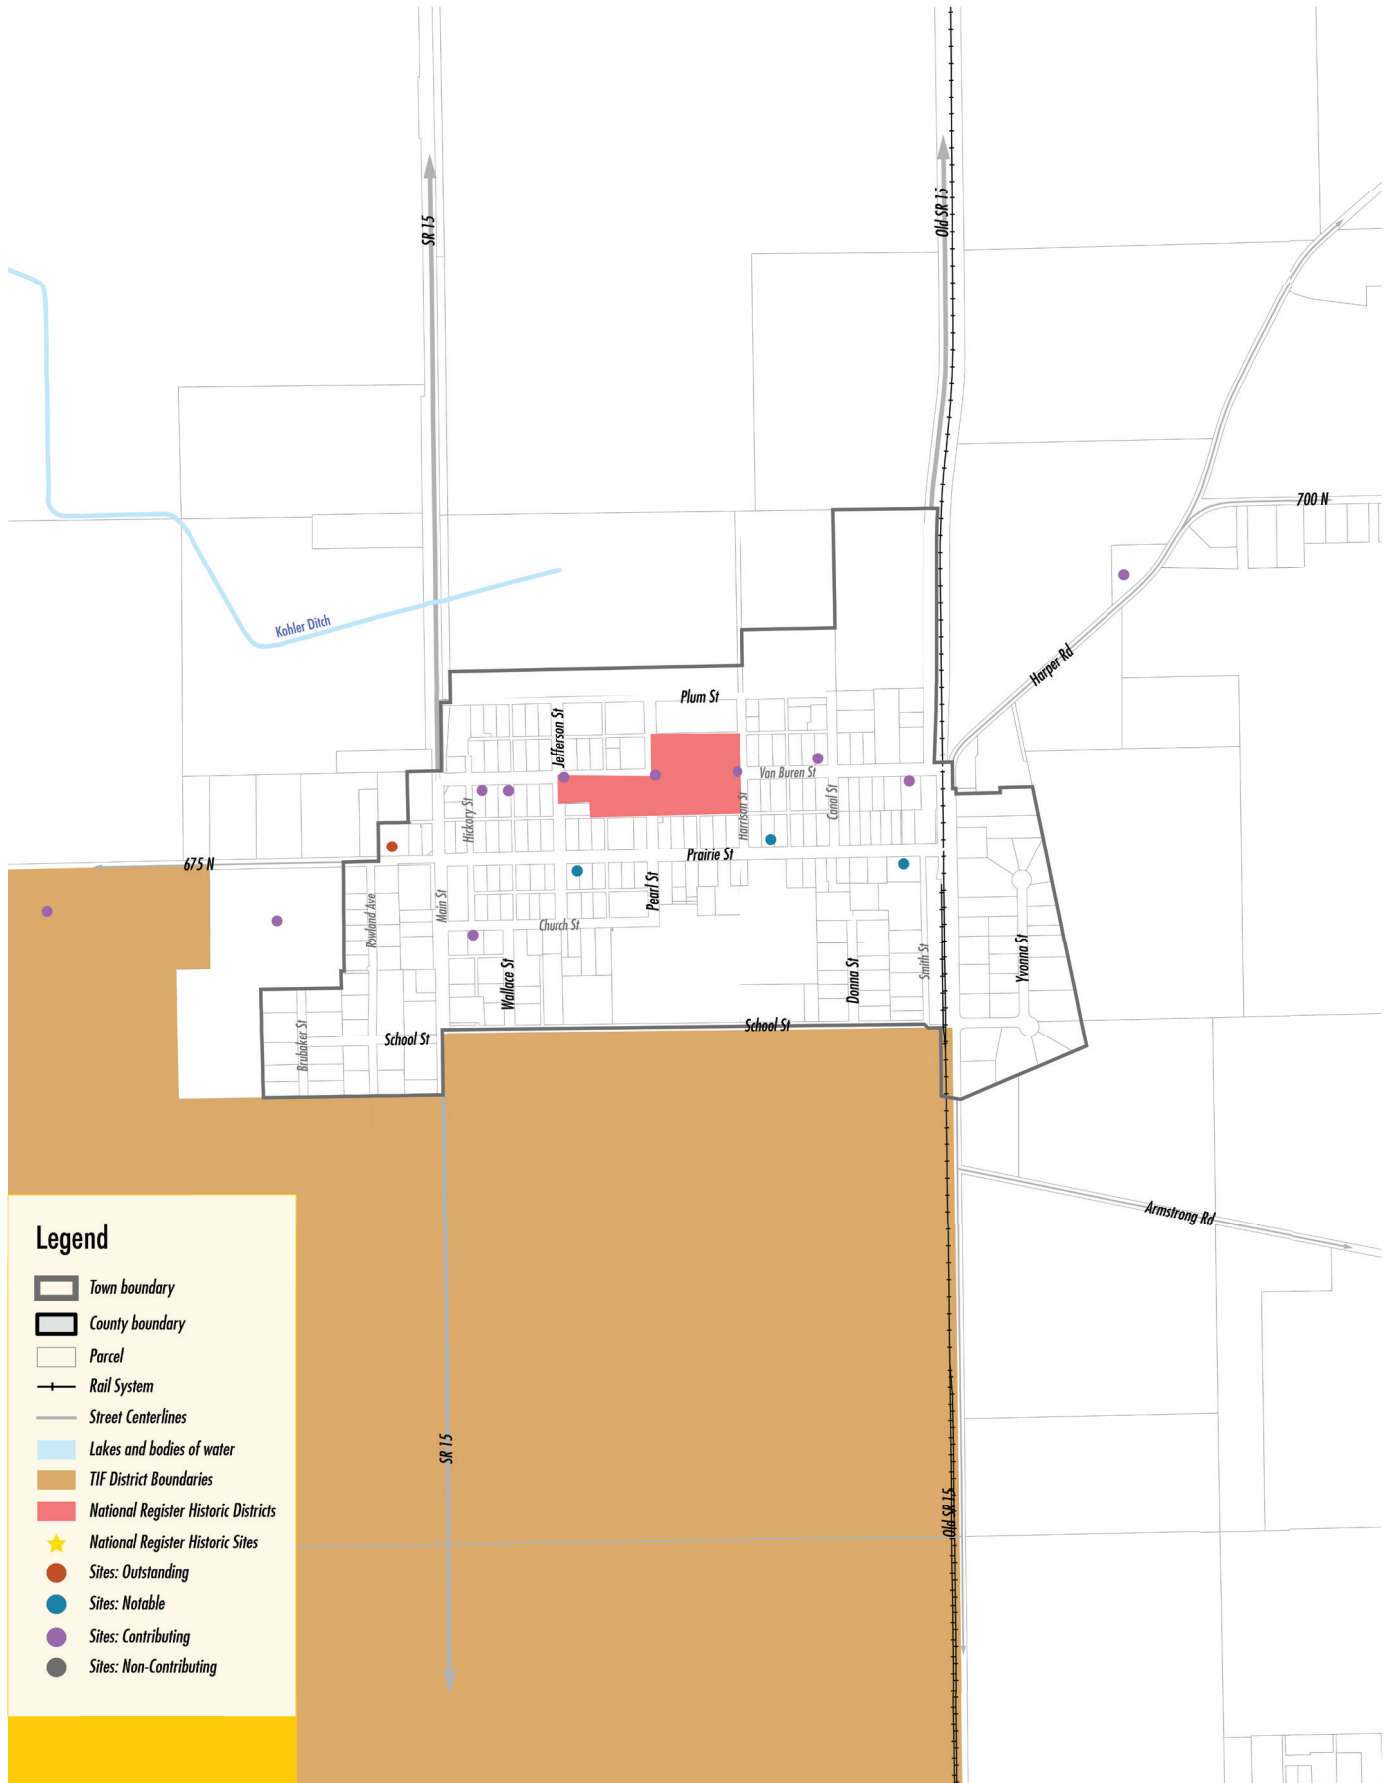 SR 15
Old SR 15
700 N
Kohler Ditch
Harper Rd
Plum St
Jefferson St
Van Buren St
Hickory St
Harrison St
Canal St
Prairie St
675 N
Pearl St
Rowland Ave
Main St
Church St
Wallace St
Donna St
Smith St
Yvonna St
School St
School St
Brubaker St
Armstrong Rd
SR 15
Old SR 15
Legend
Town boundary
County boundary
Parcel
Rail System
Street Centerlines
Lakes and bodies of water
TIF District Boundaries
National Register Historic Districts
National Register Historic Sites
Sites: Outstanding
Sites: Notable
Sites: Contributing
Sites: Non-Contributing